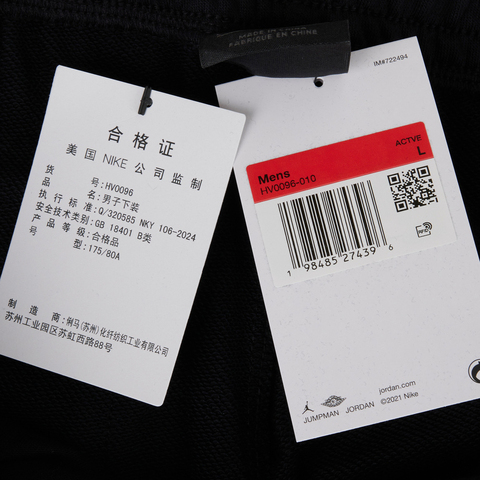 MADE IN CHINA
FABRIQUE EN CHINE
合格证
美国 NIKE 公司监制
货号:HV0096
品名:男子下装
执行标准:Q/320585 NKY 106-2024
安全技术类别:GB 18401 B类
产品等级:合格品
号型:175/80A
制造商:俐马(苏州)化纤纺织工业有限公司
苏州工业园区苏虹西路88号
IM#722494
ACTVE
Mens
L
HV0096-010
RFID
1 98485 27439 6
jordan.com
JUMPMAN JORDAN ©2021 Nike